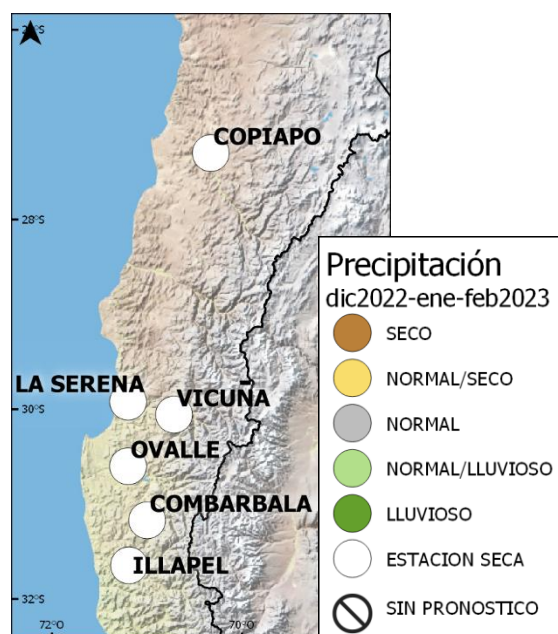 COPIAPO
28°S
LA SERENA
VICUNA
30°S
OVALLE
COMBARBALA
ILLAPEL
32°S
72°O
70°O
Precipitación
dic2022-ene-feb2023
SECO
NORMAL/SECO
NORMAL
NORMAL/LLUVIOSO
LLUVIOSO
ESTACION SECA
SIN PRONOSTICO